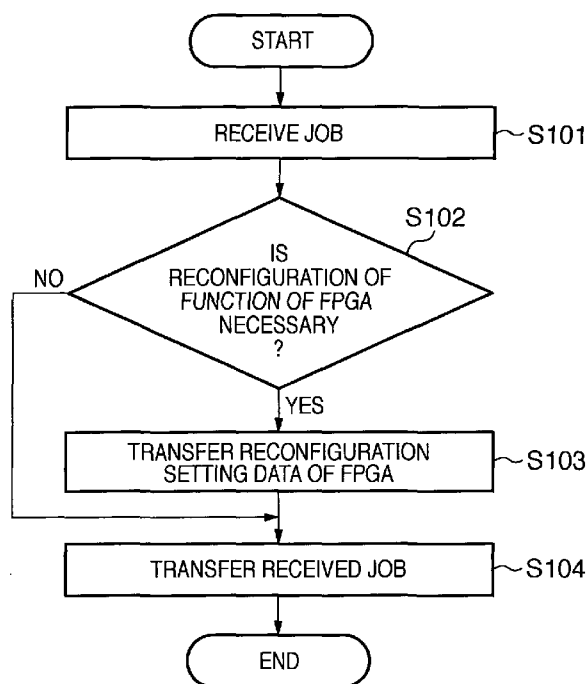 START
RECEIVE JOB
S101
S102
NO
IS
RECONFIGURATION OF
FUNCTION OF FPGA
NECESSARY
?
YES
TRANSFER RECONFIGURATION
SETTING DATA OF FPGA
S103
TRANSFER RECEIVED JOB
S104
END